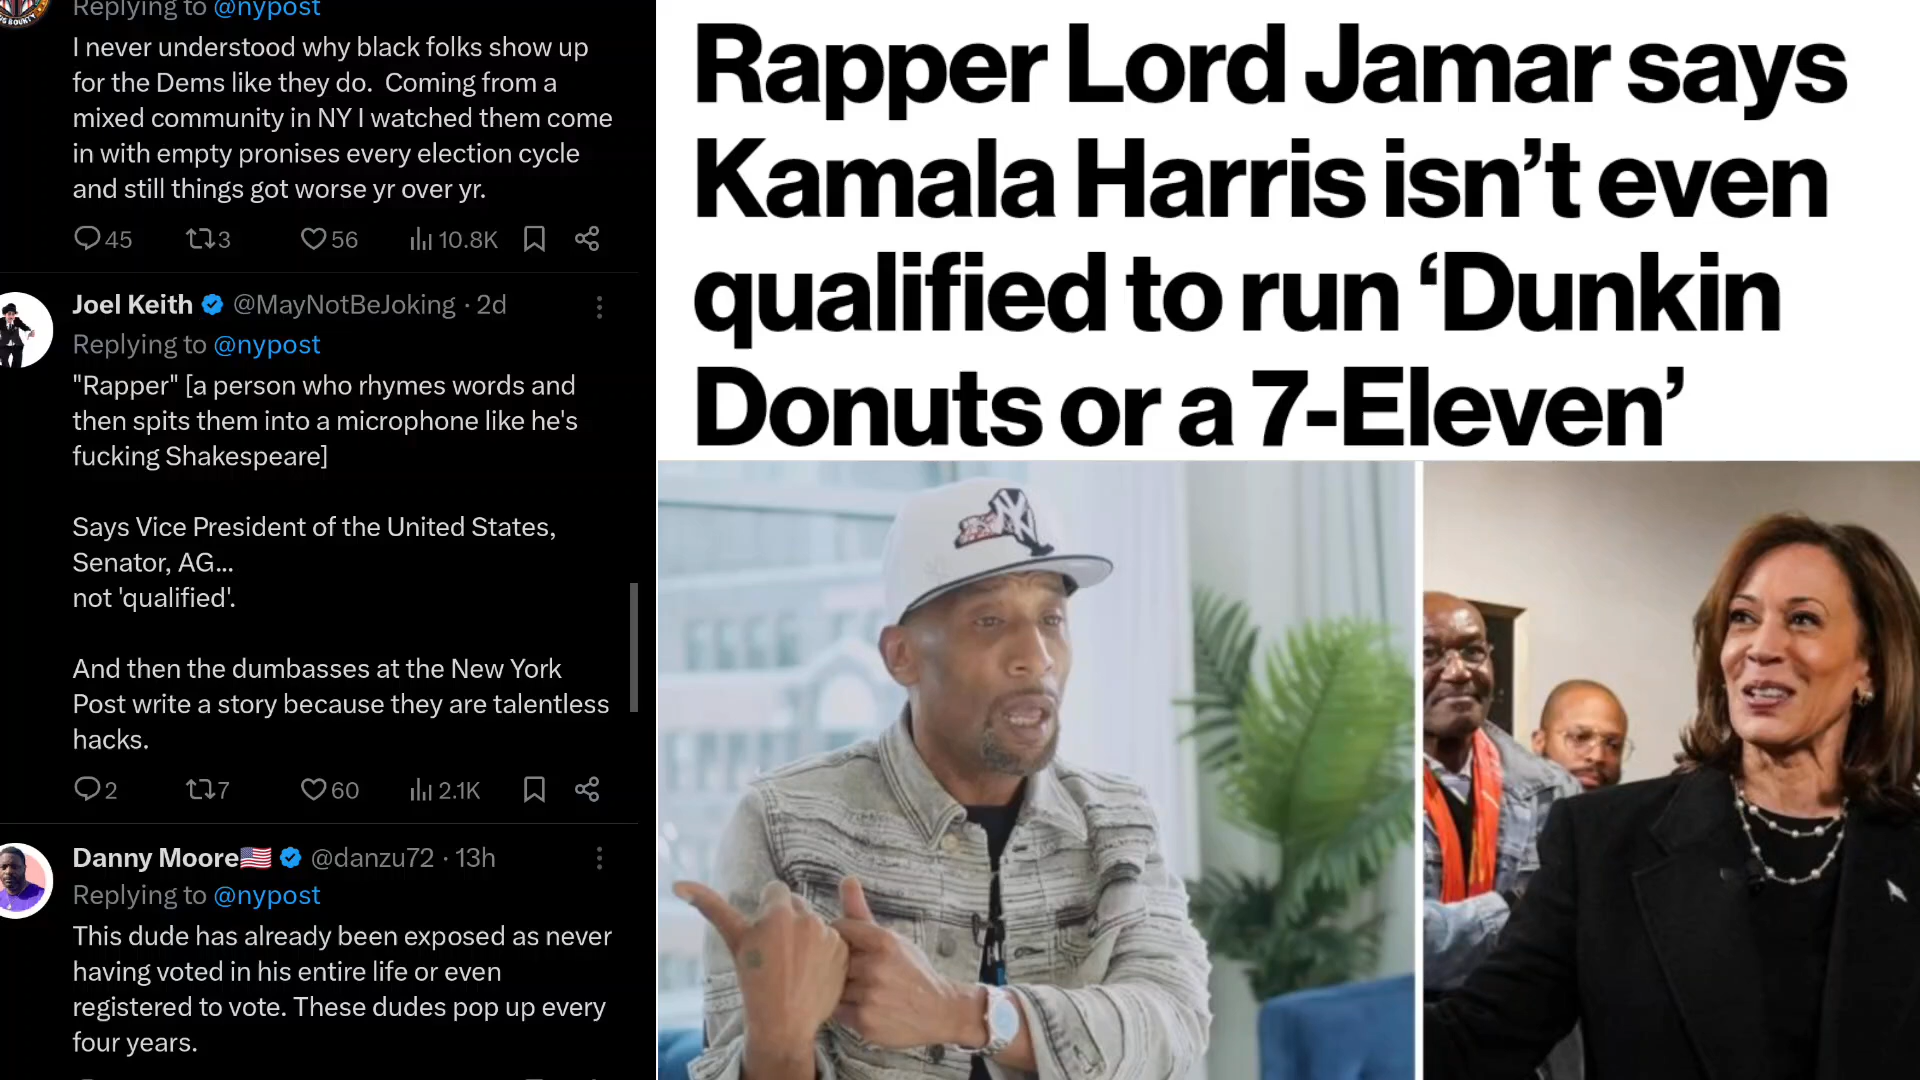 Replying to @nypost
I never understood why black folks show up
for the Dems like they do.  Coming from a
mixed community in NY I watched them come
in with empty pronises every election cycle
and still things got worse yr over yr.
45 3 56 10.8K
Joel Keith @MayNotBeJoking · 2d
Replying to @nypost
"Rapper" [a person who rhymes words and
then spits them into a microphone like he's
fucking Shakespeare]
Says Vice President of the United States,
Senator, AG...
not 'qualified'.
And then the dumbasses at the New York
Post write a story because they are talentless
hacks.
2 7 60 2.1K
Danny Moore🇺🇸 @danzu72 · 13h
Replying to @nypost
This dude has already been exposed as never
having voted in his entire life or even
registered to vote. These dudes pop up every
four years.
Rapper Lord Jamar says
Kamala Harris isn’t even
qualified to run ‘Dunkin
Donuts or a 7-Eleven’
NY